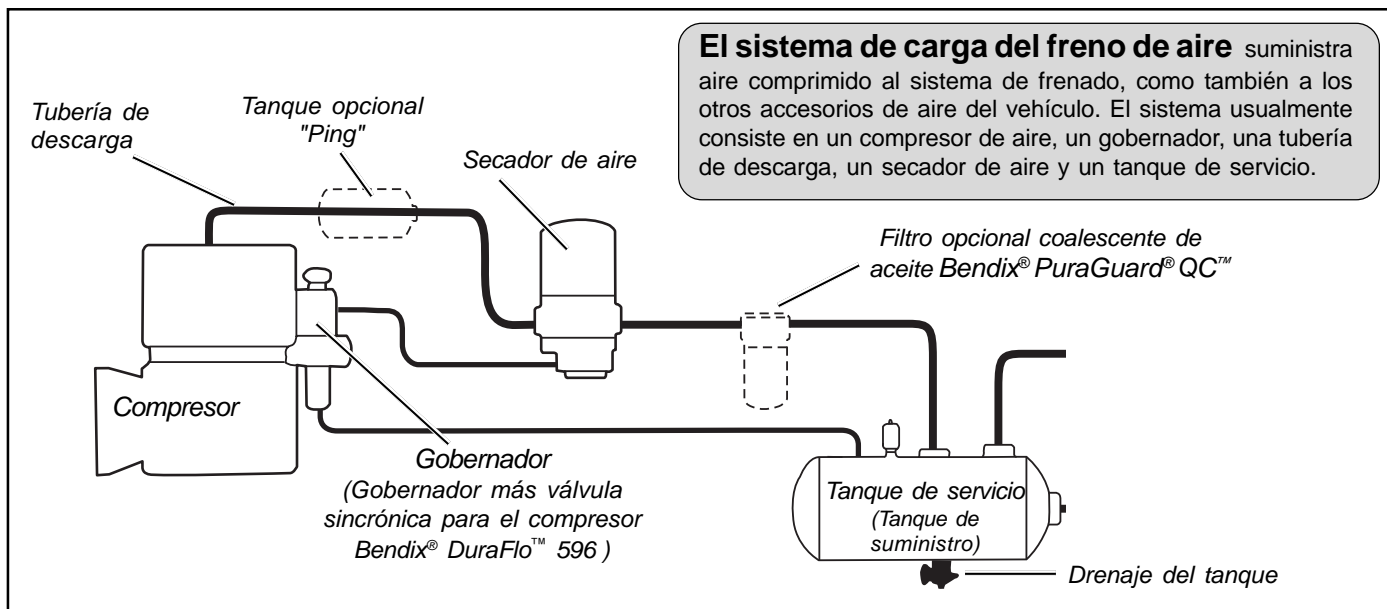 El sistema de carga del freno de aire suministra
aire comprimido al sistema de frenado, como también a los
otros accesorios de aire del vehículo. El sistema usualmente
consiste en un compresor de aire, un gobernador, una tubería
de descarga, un secador de aire y un tanque de servicio.
Tubería de
descarga
Tanque opcional
"Ping"
Secador de aire
Filtro opcional coalescente de
aceite Bendix® PuraGuard® QC™
Compresor
Gobernador
(Gobernador más válvula
sincrónica para el compresor
Bendix® DuraFlo™ 596 )
Tanque de servicio
(Tanque de
suministro)
Drenaje del tanque